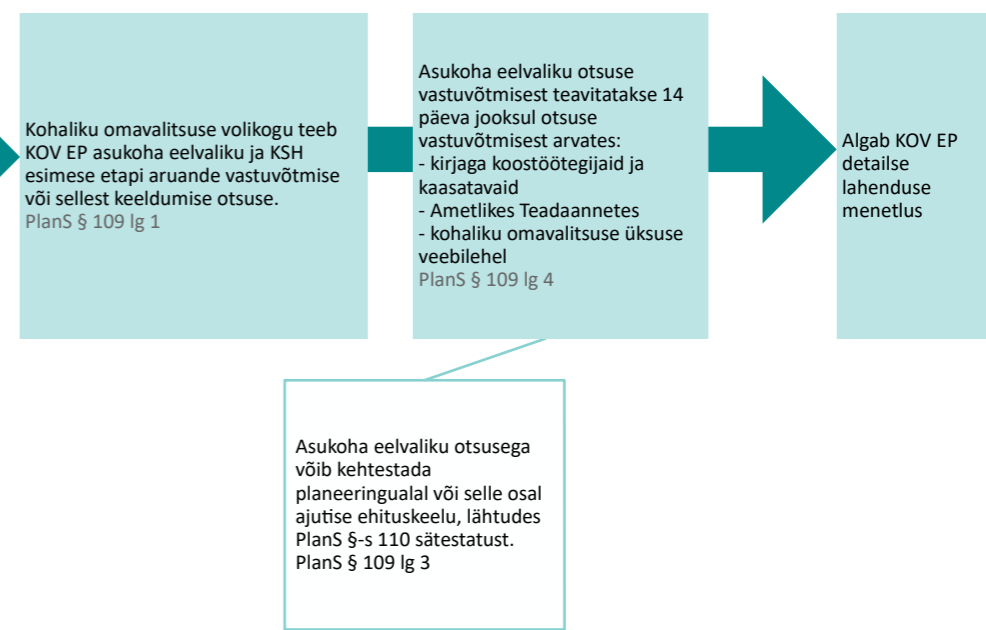 Kohaliku omavalitsuse volikogu teeb
KOV EP asukoha eelvaliku ja KSH
esimese etapi aruande vastuvõtmise
või sellest keeldumise otsuse.
PlanS § 109 lg 1
Asukoha eelvaliku otsuse
vastuvõtmisest teavitatakse 14
päeva jooksul otsuse
vastuvõtmisest arvates:
- kirjaga koostöötegijaid ja
kaasatavaid
- Ametlikes Teadaannetes
- kohaliku omavalitsuse üksuse
veebilehel
PlanS § 109 lg 4
Algab KOV EP
detailse
lahenduse
menetlus
Asukoha eelvaliku otsusega
võib kehtestada
planeeringualal või selle osal
ajutise ehituskeelu, lähtudes
PlanS §-s 110 sätestatust.
PlanS § 109 lg 3